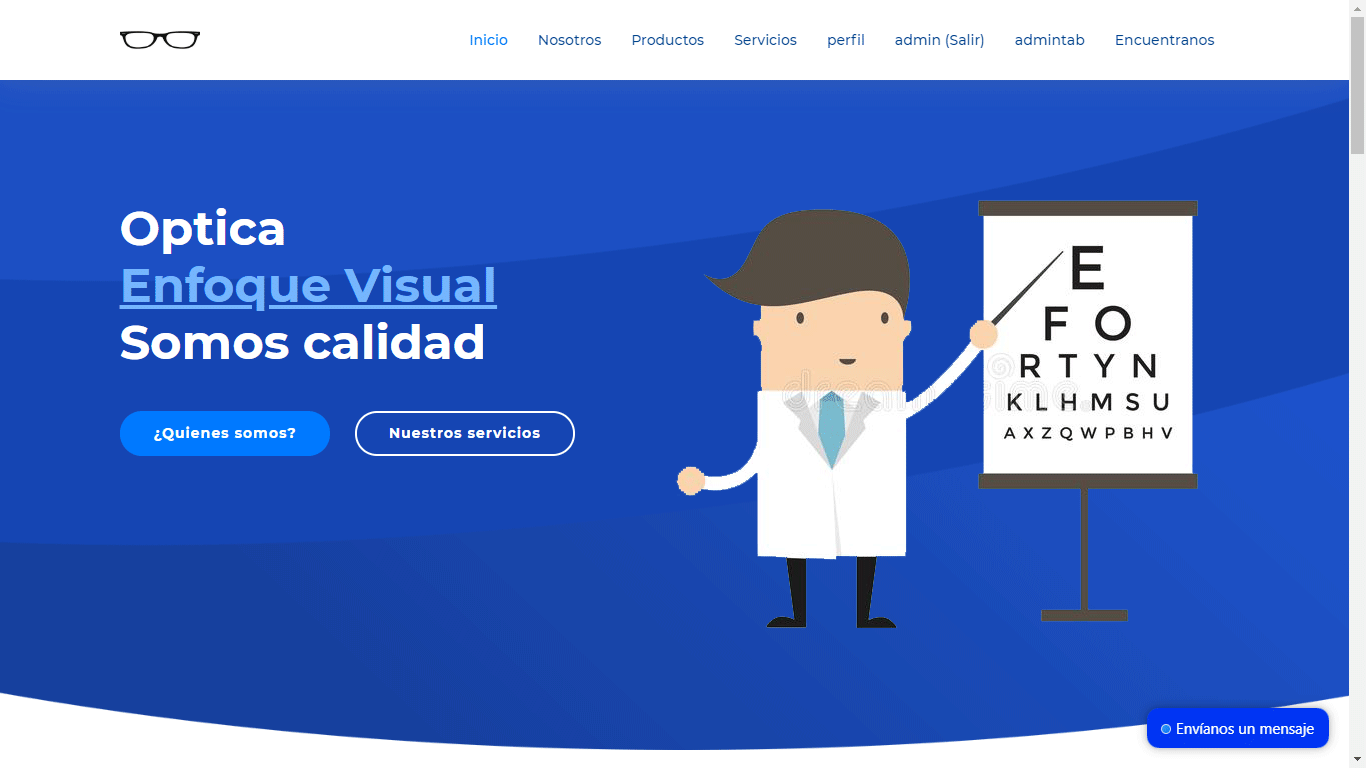 Inicio Nosotros Productos Servicios perfil admin (Salir) admintab Encuentranos
Optica
Enfoque Visual
Somos calidad
¿Quienes somos? Nuestros servicios
E
F O
R T Y N
K L H M S U
A X Z Q W P B H V
Envíanos un mensaje